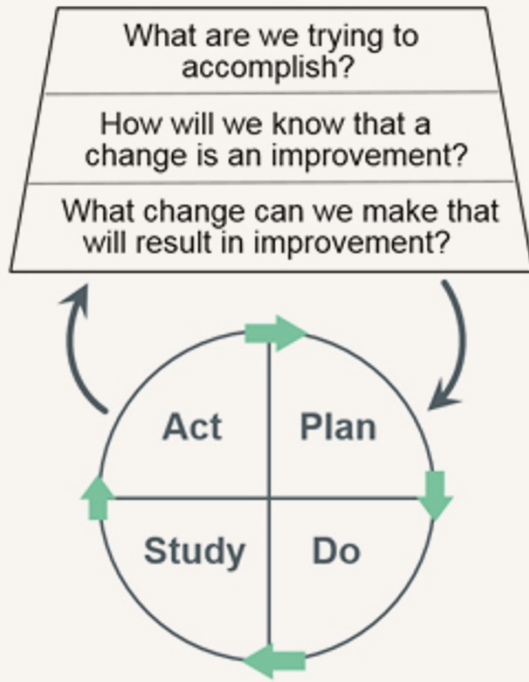 What are we trying to
accomplish?
How will we know that a
change is an improvement?
What change can we make that
will result in improvement?
Act
Plan
Study
Do